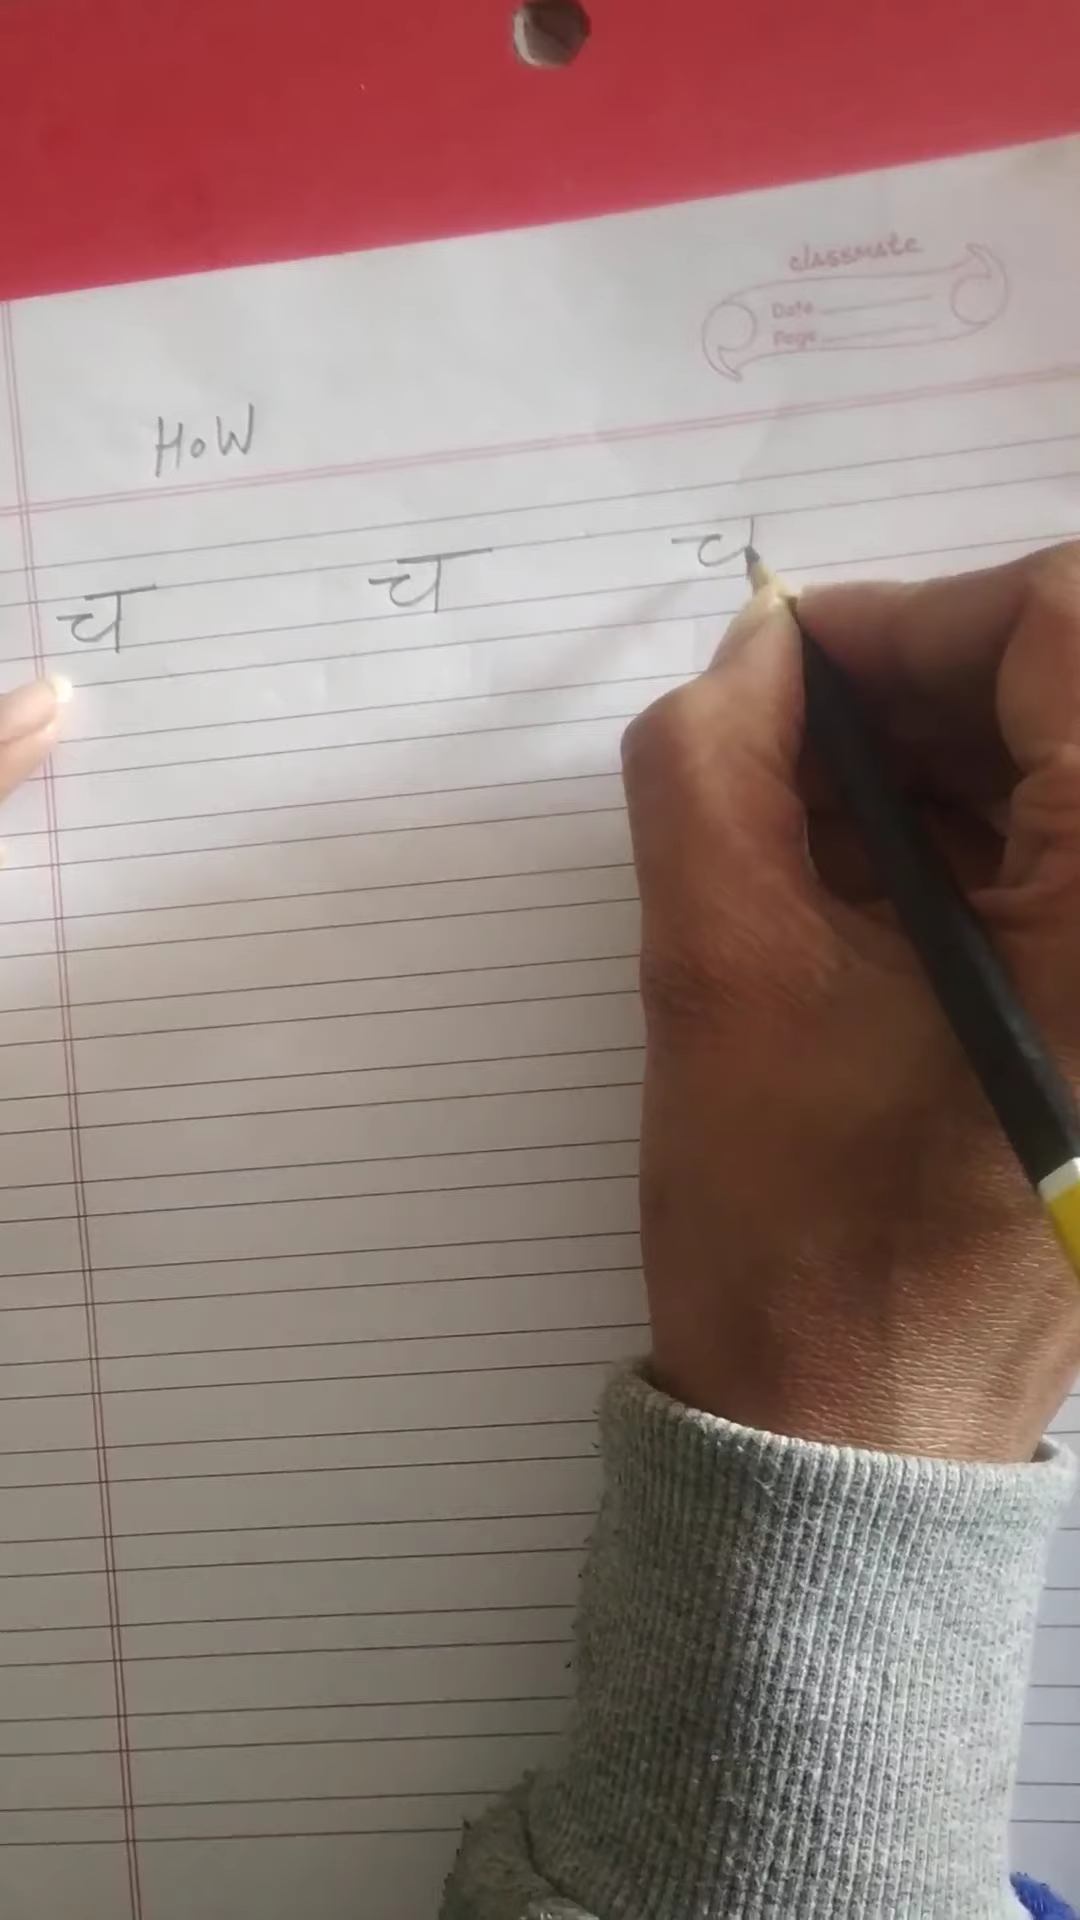 classmate
Date
Page
HoW
च च च